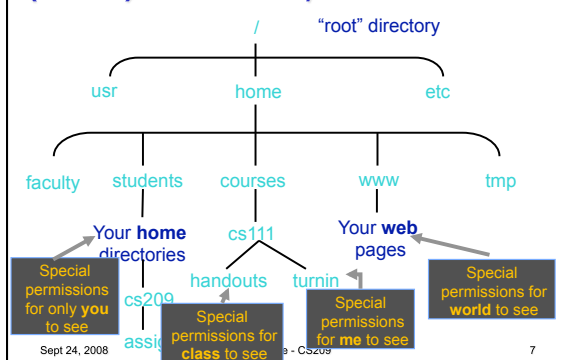 / “root” directory
usr home etc
faculty students courses www tmp
Your home
directories
cs111
Your web
pages
Special
permissions
for only you
to see
cs209
handouts turnin
Special
permissions for
class to see
Special
permissions
for me to see
Special
permissions for
world to see
Sept 24, 2008
- CS209
7